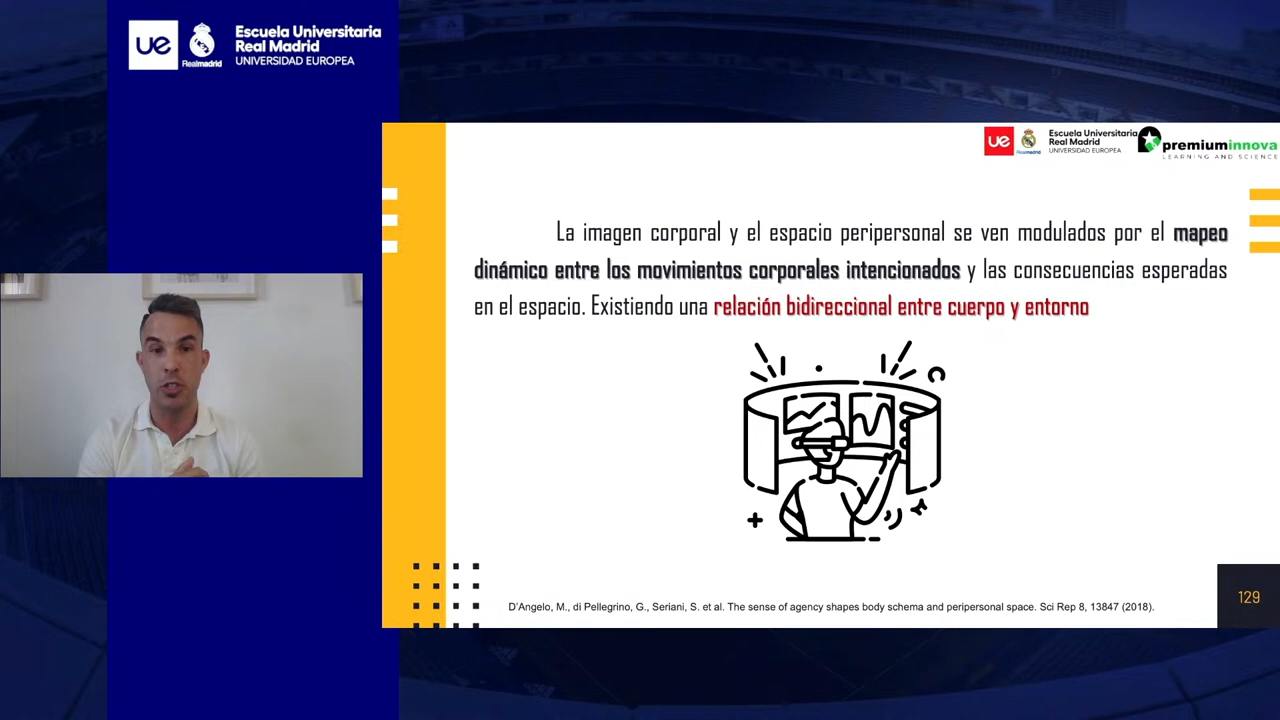 ue
Realmadrid
Escuela Universitaria
Real Madrid
UNIVERSIDAD EUROPEA
ue
Realmadrid
Escuela Universitaria
Real Madrid
UNIVERSIDAD EUROPEA
premiuminnova
LEARNING AND SCIENCE
La imagen corporal y el espacio peripersonal se ven modulados por el mapeo
dinámico entre los movimientos corporales intencionados y las consecuencias esperadas
en el espacio. Existiendo una relación bidireccional entre cuerpo y entorno
D'Angelo, M., di Pellegrino, G., Seriani, S. et al. The sense of agency shapes body schema and peripersonal space. Sci Rep 8, 13847 (2018).
129